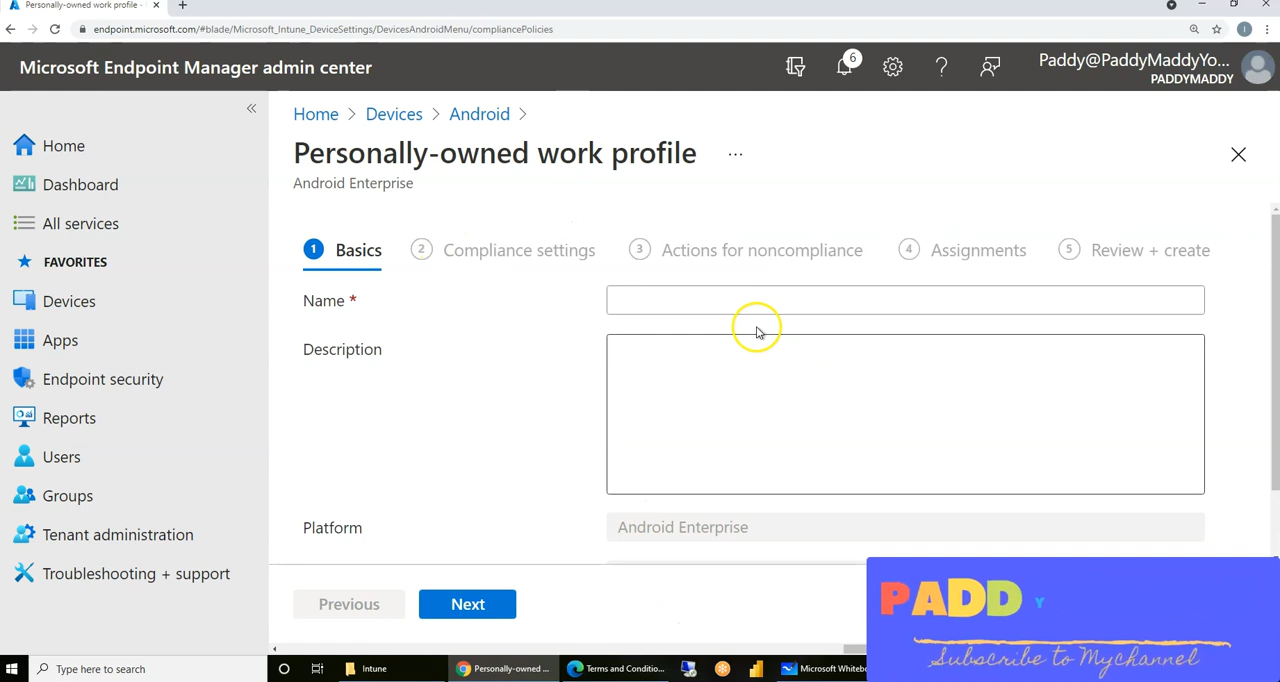 Personally-owned work profile -
endpoint.microsoft.com/#blade/Microsoft_Intune_DeviceSettings/DevicesAndroidMenu/compliancePolicies
I
Microsoft Endpoint Manager admin center
6
Paddy@PaddyMaddyYo...
PADDYMADDY
Home > Devices > Android >
Personally-owned work profile ...
Android Enterprise
Home
Dashboard
All services
FAVORITES
Devices
Apps
Endpoint security
Reports
Users
Groups
Tenant administration
Troubleshooting + support
1 Basics 2 Compliance settings 3 Actions for noncompliance 4 Assignments 5 Review + create
Name *
Description
Platform Android Enterprise
Previous Next
PADD Y
Subscribe to Mychannel
Type here to search Intune Personally-owned ... Terms and Conditio... Microsoft Whitebo